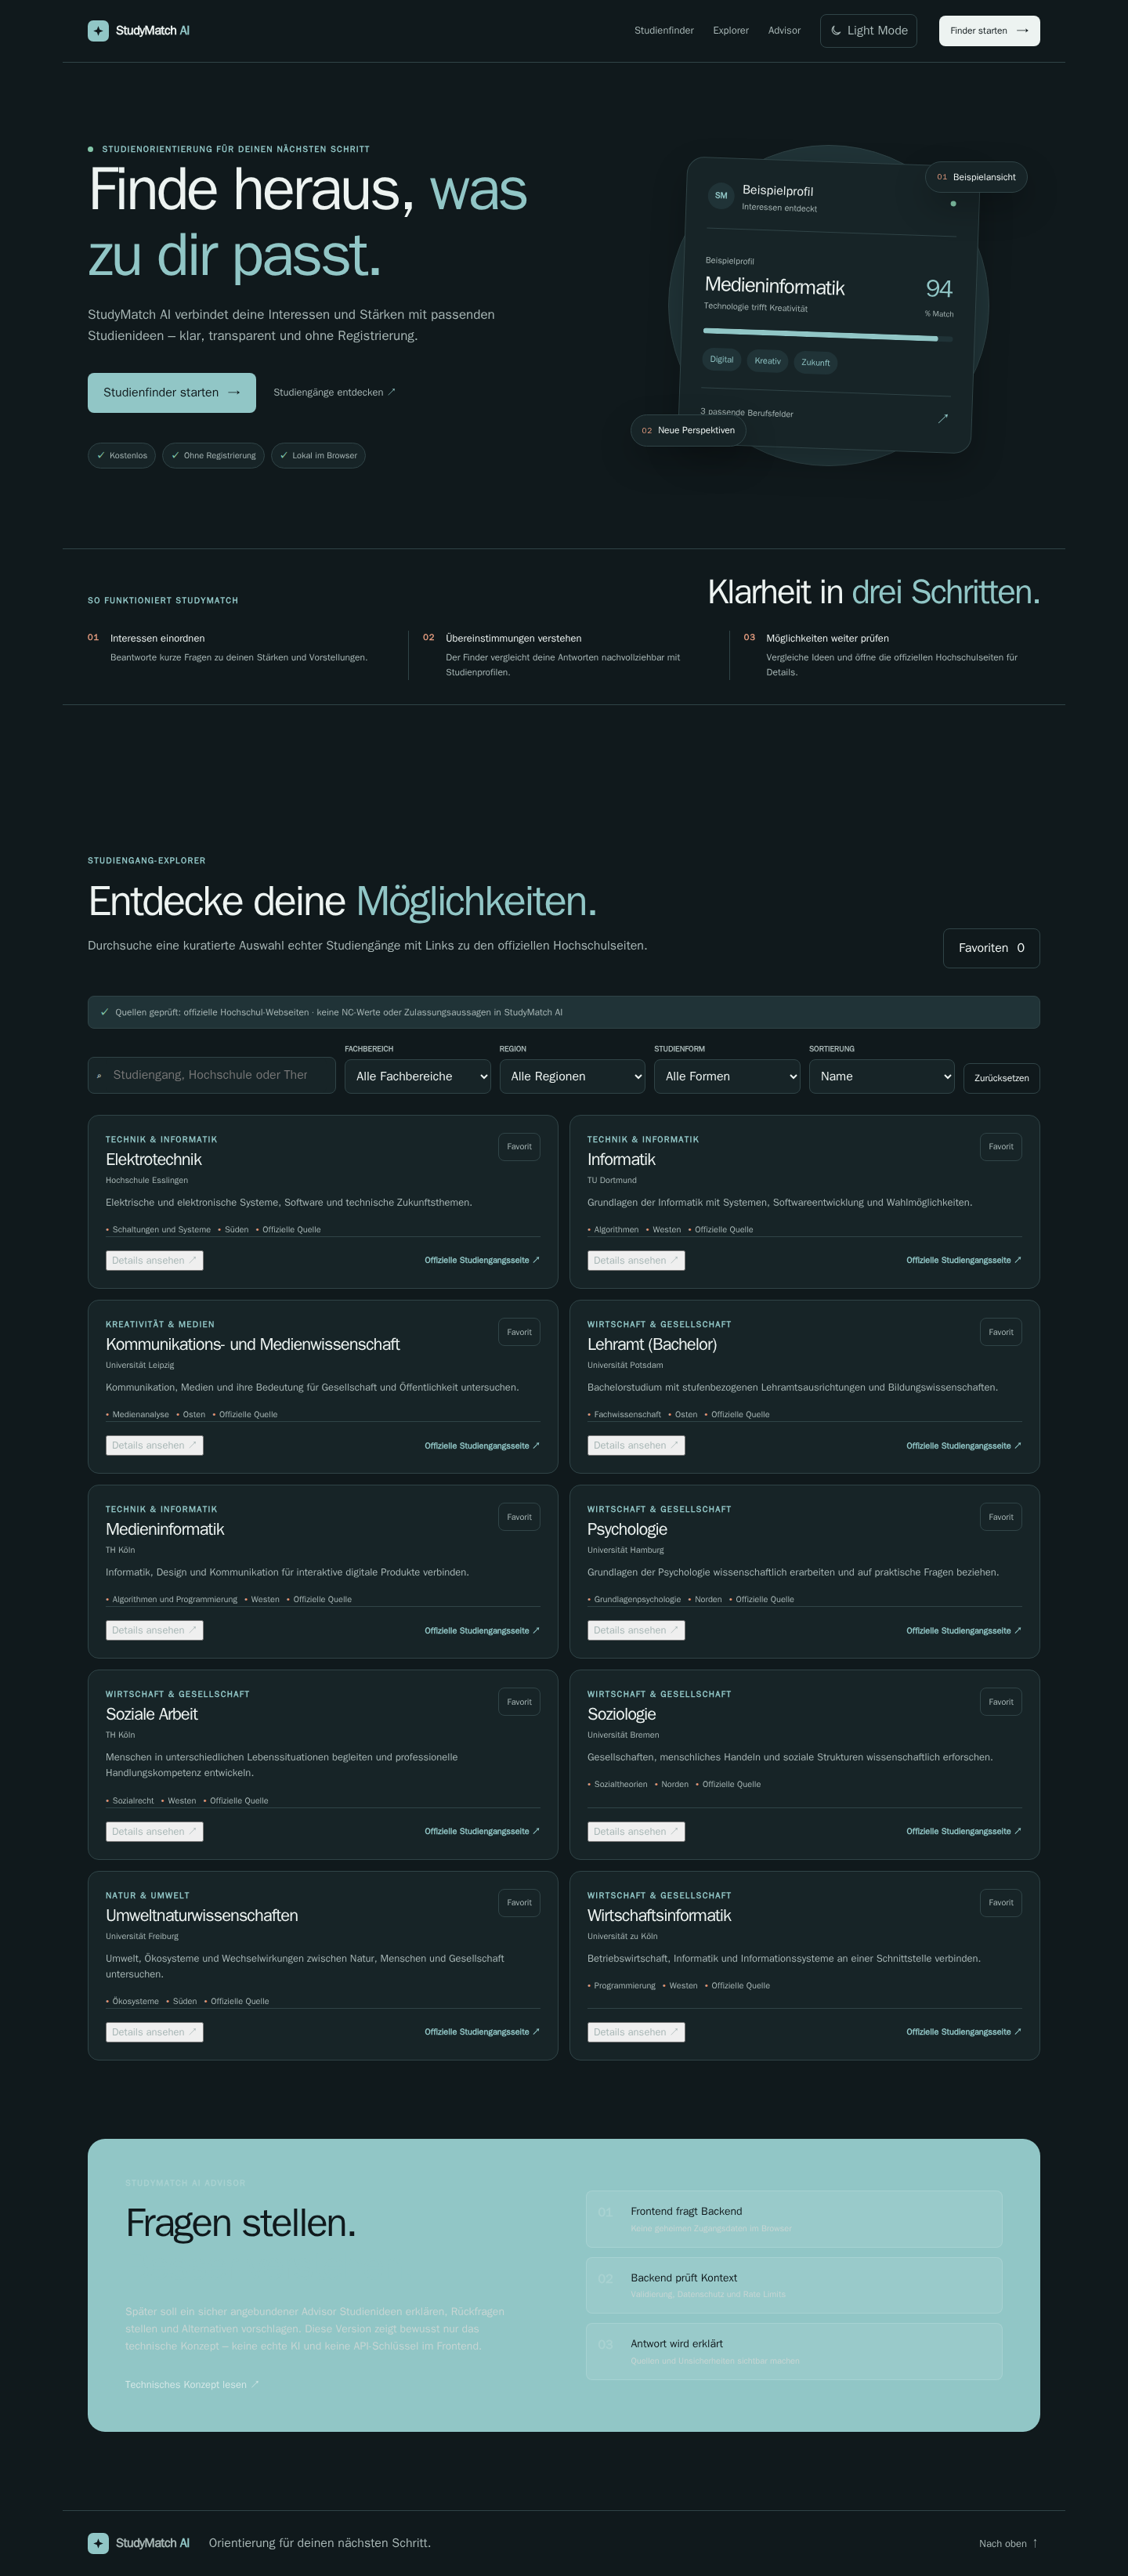 StudyMatch AI
Studienfinder
Explorer
Advisor
Light Mode
Finder starten →
STUDIENORIENTIERUNG FÜR DEINEN NÄCHSTEN SCHRITT
Finde heraus, was
zu dir passt.
StudyMatch AI verbindet deine Interessen und Stärken mit passenden
Studienideen – klar, transparent und ohne Registrierung.
Studienfinder starten →
Studiengänge entdecken ↗
✓ Kostenlos
✓ Ohne Registrierung
✓ Lokal im Browser
01 Beispielansicht
SM
Beispielprofil
Interessen entdeckt
Beispielprofil
Medieninformatik
94
Technologie trifft Kreativität
% Match
Digital
Kreativ
Zukunft
3 passende Berufsfelder
↗
02 Neue Perspektiven
SO FUNKTIONIERT STUDYMATCH
Klarheit in drei Schritten.
01 Interessen einordnen
Beantworte kurze Fragen zu deinen Stärken und Vorstellungen.
02 Übereinstimmungen verstehen
Der Finder vergleicht deine Antworten nachvollziehbar mit
Studienprofilen.
03 Möglichkeiten weiter prüfen
Vergleiche Ideen und öffne die offiziellen Hochschulseiten für
Details.
STUDIENGANG-EXPLORER
Entdecke deine Möglichkeiten.
Durchsuche eine kuratierte Auswahl echter Studiengänge mit Links zu den offiziellen Hochschulseiten.
Favoriten 0
✓ Quellen geprüft: offizielle Hochschul-Webseiten · keine NC-Werte oder Zulassungsaussagen in StudyMatch AI
Studiengang, Hochschule oder Ther
FACHBEREICH
Alle Fachbereiche
REGION
Alle Regionen
STUDIENFORM
Alle Formen
SORTIERUNG
Name
Zurücksetzen
TECHNIK & INFORMATIK
Favorit
Elektrotechnik
Hochschule Esslingen
Elektrische und elektronische Systeme, Software und technische Zukunftsthemen.
• Schaltungen und Systeme • Süden • Offizielle Quelle
Details ansehen ↗
Offizielle Studiengangsseite ↗
TECHNIK & INFORMATIK
Favorit
Informatik
TU Dortmund
Grundlagen der Informatik mit Systemen, Softwareentwicklung und Wahlmöglichkeiten.
• Algorithmen • Westen • Offizielle Quelle
Details ansehen ↗
Offizielle Studiengangsseite ↗
KREATIVITÄT & MEDIEN
Favorit
Kommunikations- und Medienwissenschaft
Universität Leipzig
Kommunikation, Medien und ihre Bedeutung für Gesellschaft und Öffentlichkeit untersuchen.
• Medienanalyse • Osten • Offizielle Quelle
Details ansehen ↗
Offizielle Studiengangsseite ↗
WIRTSCHAFT & GESELLSCHAFT
Favorit
Lehramt (Bachelor)
Universität Potsdam
Bachelorstudium mit stufenbezogenen Lehramtsausrichtungen und Bildungswissenschaften.
• Fachwissenschaft • Osten • Offizielle Quelle
Details ansehen ↗
Offizielle Studiengangsseite ↗
TECHNIK & INFORMATIK
Favorit
Medieninformatik
TH Köln
Informatik, Design und Kommunikation für interaktive digitale Produkte verbinden.
• Algorithmen und Programmierung • Westen • Offizielle Quelle
Details ansehen ↗
Offizielle Studiengangsseite ↗
WIRTSCHAFT & GESELLSCHAFT
Favorit
Psychologie
Universität Hamburg
Grundlagen der Psychologie wissenschaftlich erarbeiten und auf praktische Fragen beziehen.
• Grundlagenpsychologie • Norden • Offizielle Quelle
Details ansehen ↗
Offizielle Studiengangsseite ↗
WIRTSCHAFT & GESELLSCHAFT
Favorit
Soziale Arbeit
TH Köln
Menschen in unterschiedlichen Lebenssituationen begleiten und professionelle
Handlungskompetenz entwickeln.
• Sozialrecht • Westen • Offizielle Quelle
Details ansehen ↗
Offizielle Studiengangsseite ↗
WIRTSCHAFT & GESELLSCHAFT
Favorit
Soziologie
Universität Bremen
Gesellschaften, menschliches Handeln und soziale Strukturen wissenschaftlich erforschen.
• Sozialtheorien • Norden • Offizielle Quelle
Details ansehen ↗
Offizielle Studiengangsseite ↗
NATUR & UMWELT
Favorit
Umweltnaturwissenschaften
Universität Freiburg
Umwelt, Ökosysteme und Wechselwirkungen zwischen Natur, Menschen und Gesellschaft
untersuchen.
• Ökosysteme • Süden • Offizielle Quelle
Details ansehen ↗
Offizielle Studiengangsseite ↗
WIRTSCHAFT & GESELLSCHAFT
Favorit
Wirtschaftsinformatik
Universität zu Köln
Betriebswirtschaft, Informatik und Informationssysteme an einer Schnittstelle verbinden.
• Programmierung • Westen • Offizielle Quelle
Details ansehen ↗
Offizielle Studiengangsseite ↗
STUDYMATCH AI ADVISOR
Fragen stellen.
Später soll ein sicher angebundener Advisor Studienideen erklären, Rückfragen
stellen und Alternativen vorschlagen. Diese Version zeigt bewusst nur das
technische Konzept – keine echte KI und keine API-Schlüssel im Frontend.
Technisches Konzept lesen ↗
01 Frontend fragt Backend
Keine geheimen Zugangsdaten im Browser
02 Backend prüft Kontext
Validierung, Datenschutz und Rate Limits
03 Antwort wird erklärt
Quellen und Unsicherheiten sichtbar machen
StudyMatch AI
Orientierung für deinen nächsten Schritt.
Nach oben ↑